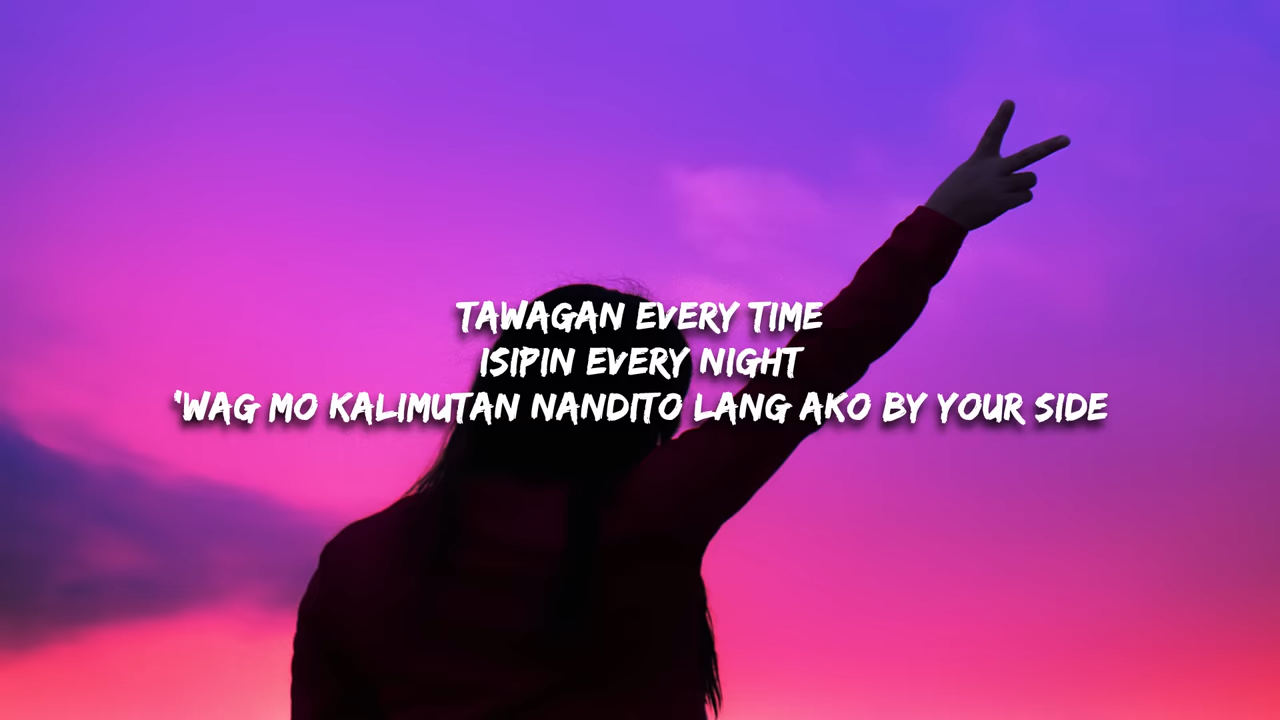 TAWAGAN EVERY TIME
ISIPIN EVERY NIGHT
'WAG MO KALIMUTAN NANDITO LANG AKO BY YOUR SIDE